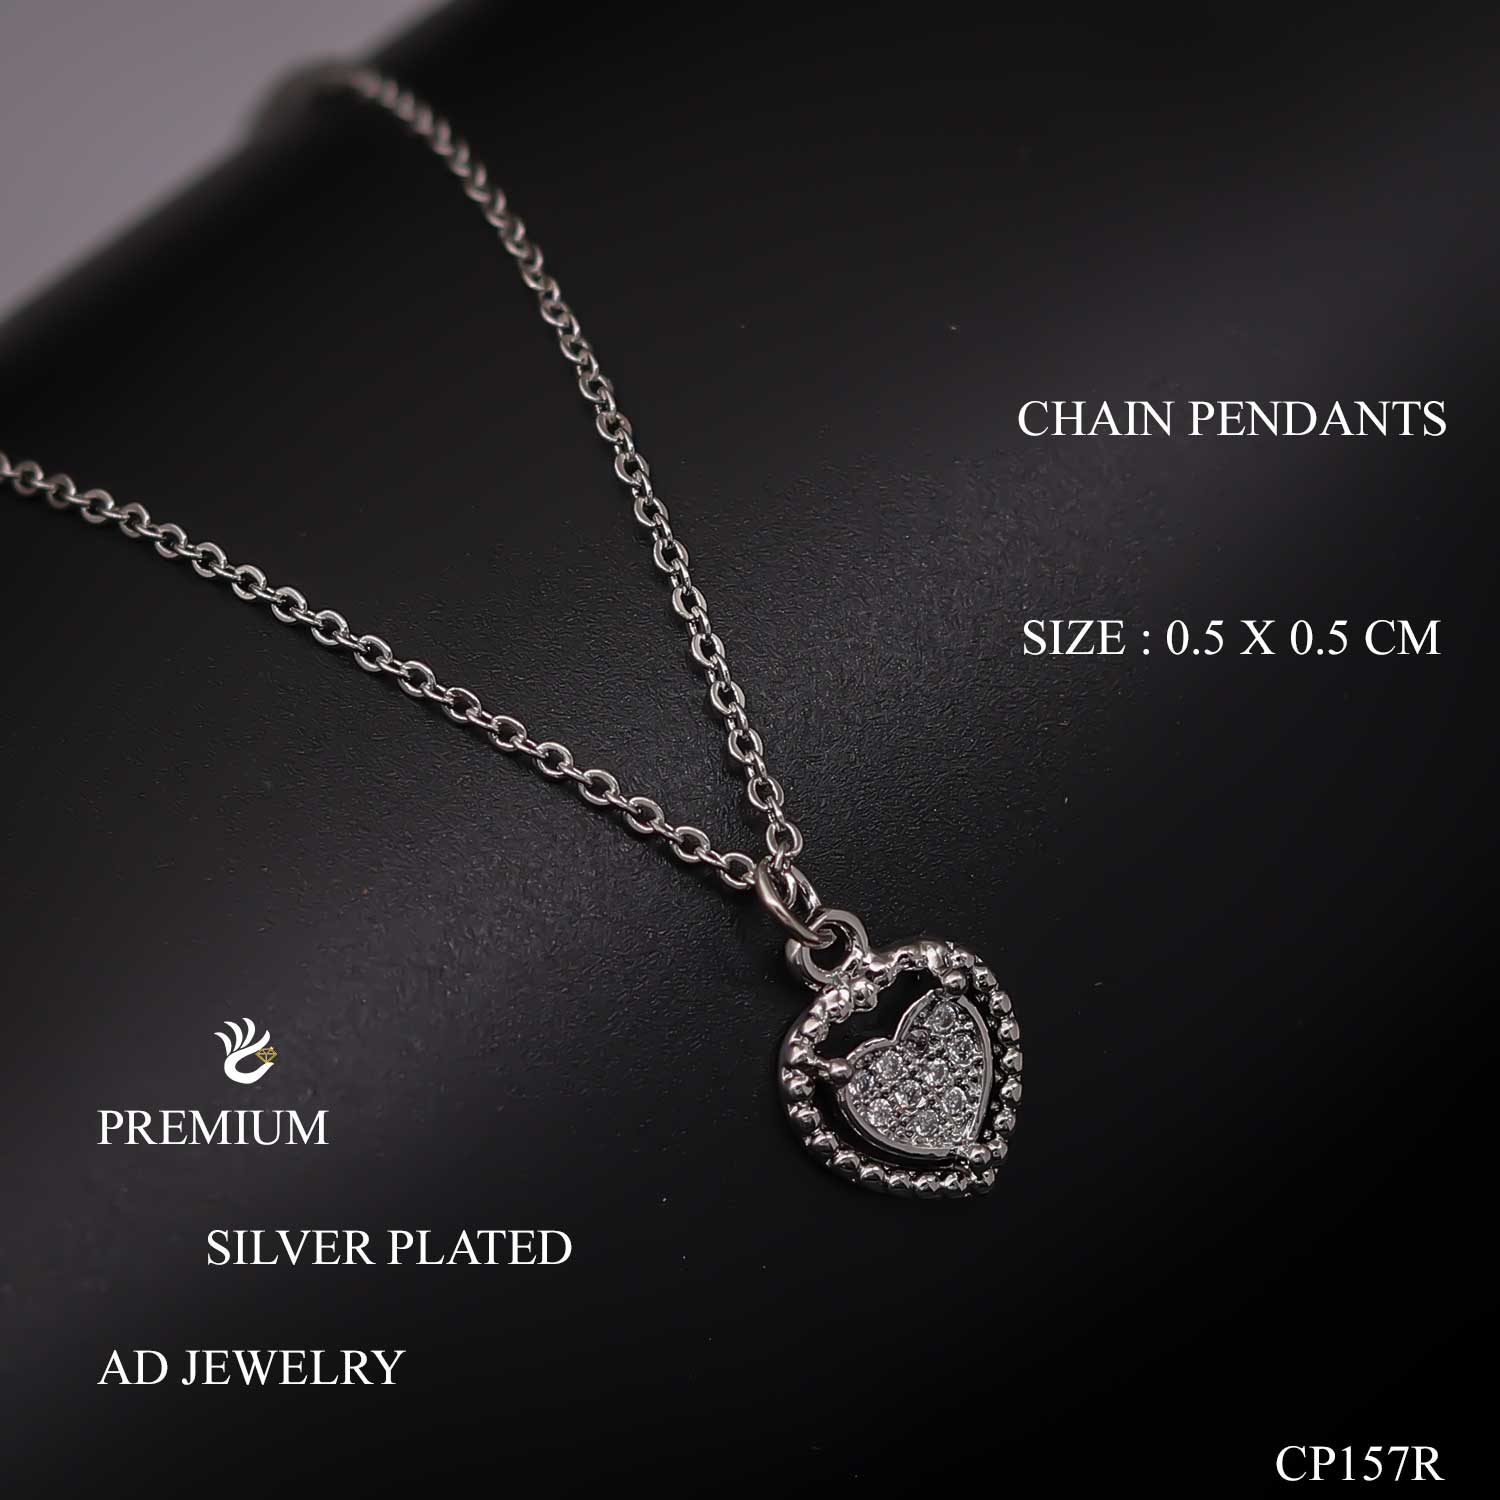 CHAIN PENDANTS
SIZE : 0.5 X 0.5 CM
PREMIUM
SILVER PLATED
AD JEWELRY
CP157R